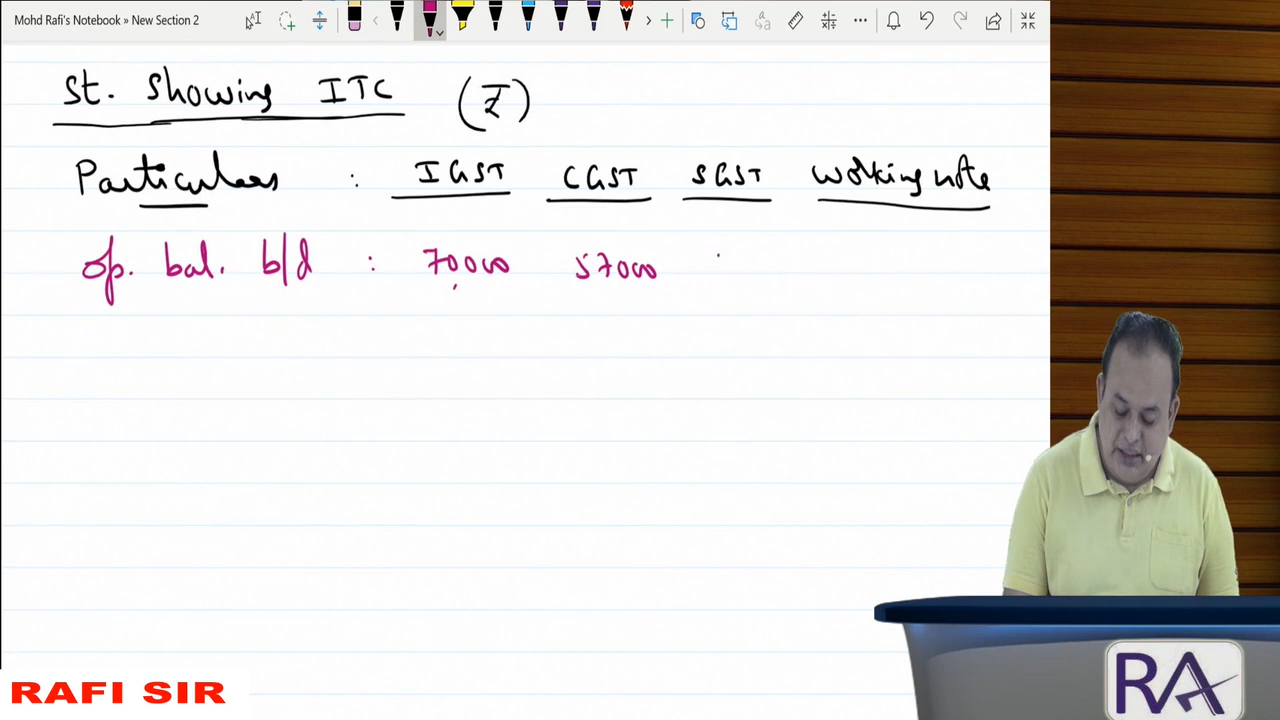 Mohd Rafi's Notebook » New Section 2
St. Showing ITC (₹)
Particulars : IGST CGST SGST Working note
op. bal. b/d : 70000 57000
RAFI SIR
RA